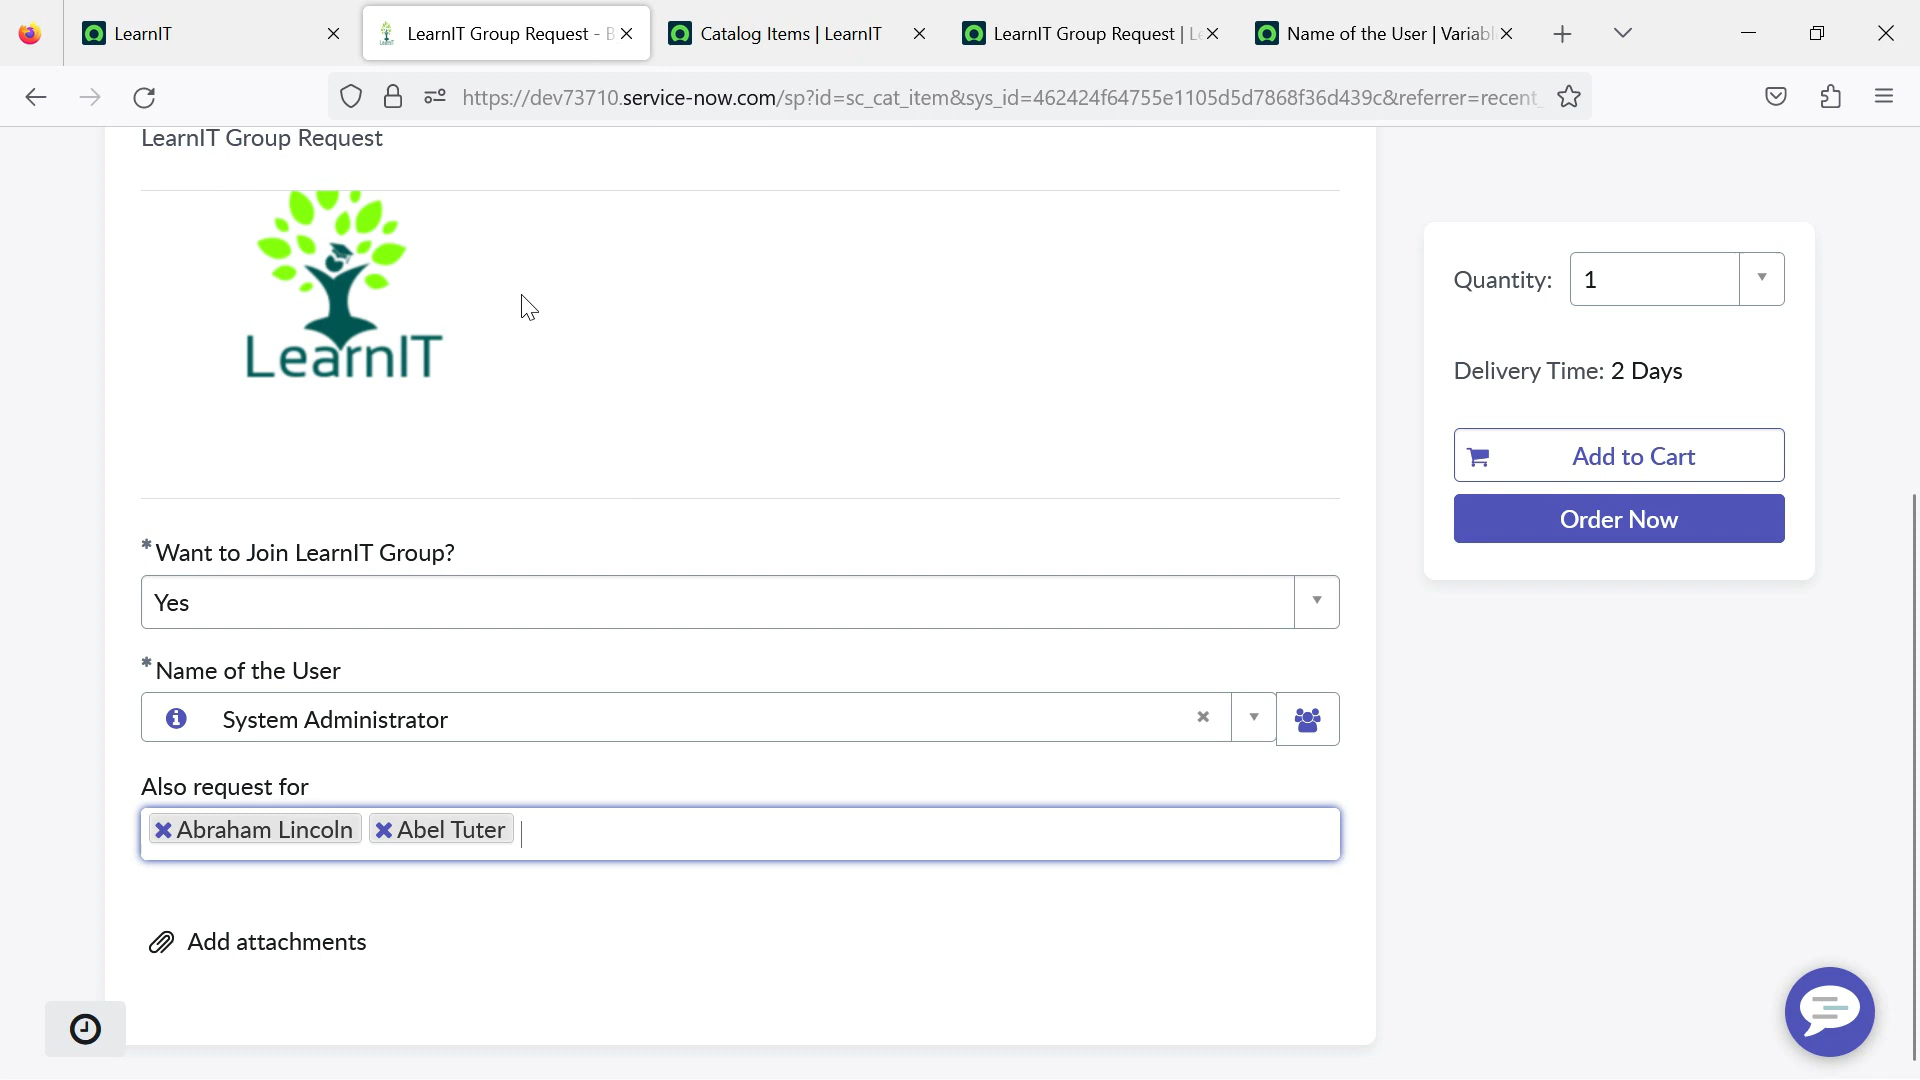 LearnIT
LearnIT Group Request - B
Catalog Items | LearnIT
LearnIT Group Request | Le
Name of the User | Variabl
https://dev73710.service-now.com/sp?id=sc_cat_item&sys_id=462424f64755e1105d5d7868f36d439c&referrer=recent_
LearnIT Group Request
LearnIT
Quantity: 1
Delivery Time: 2 Days
Add to Cart
Order Now
* Want to Join LearnIT Group?
Yes
* Name of the User
System Administrator
Also request for
Abraham Lincoln Abel Tuter
Add attachments